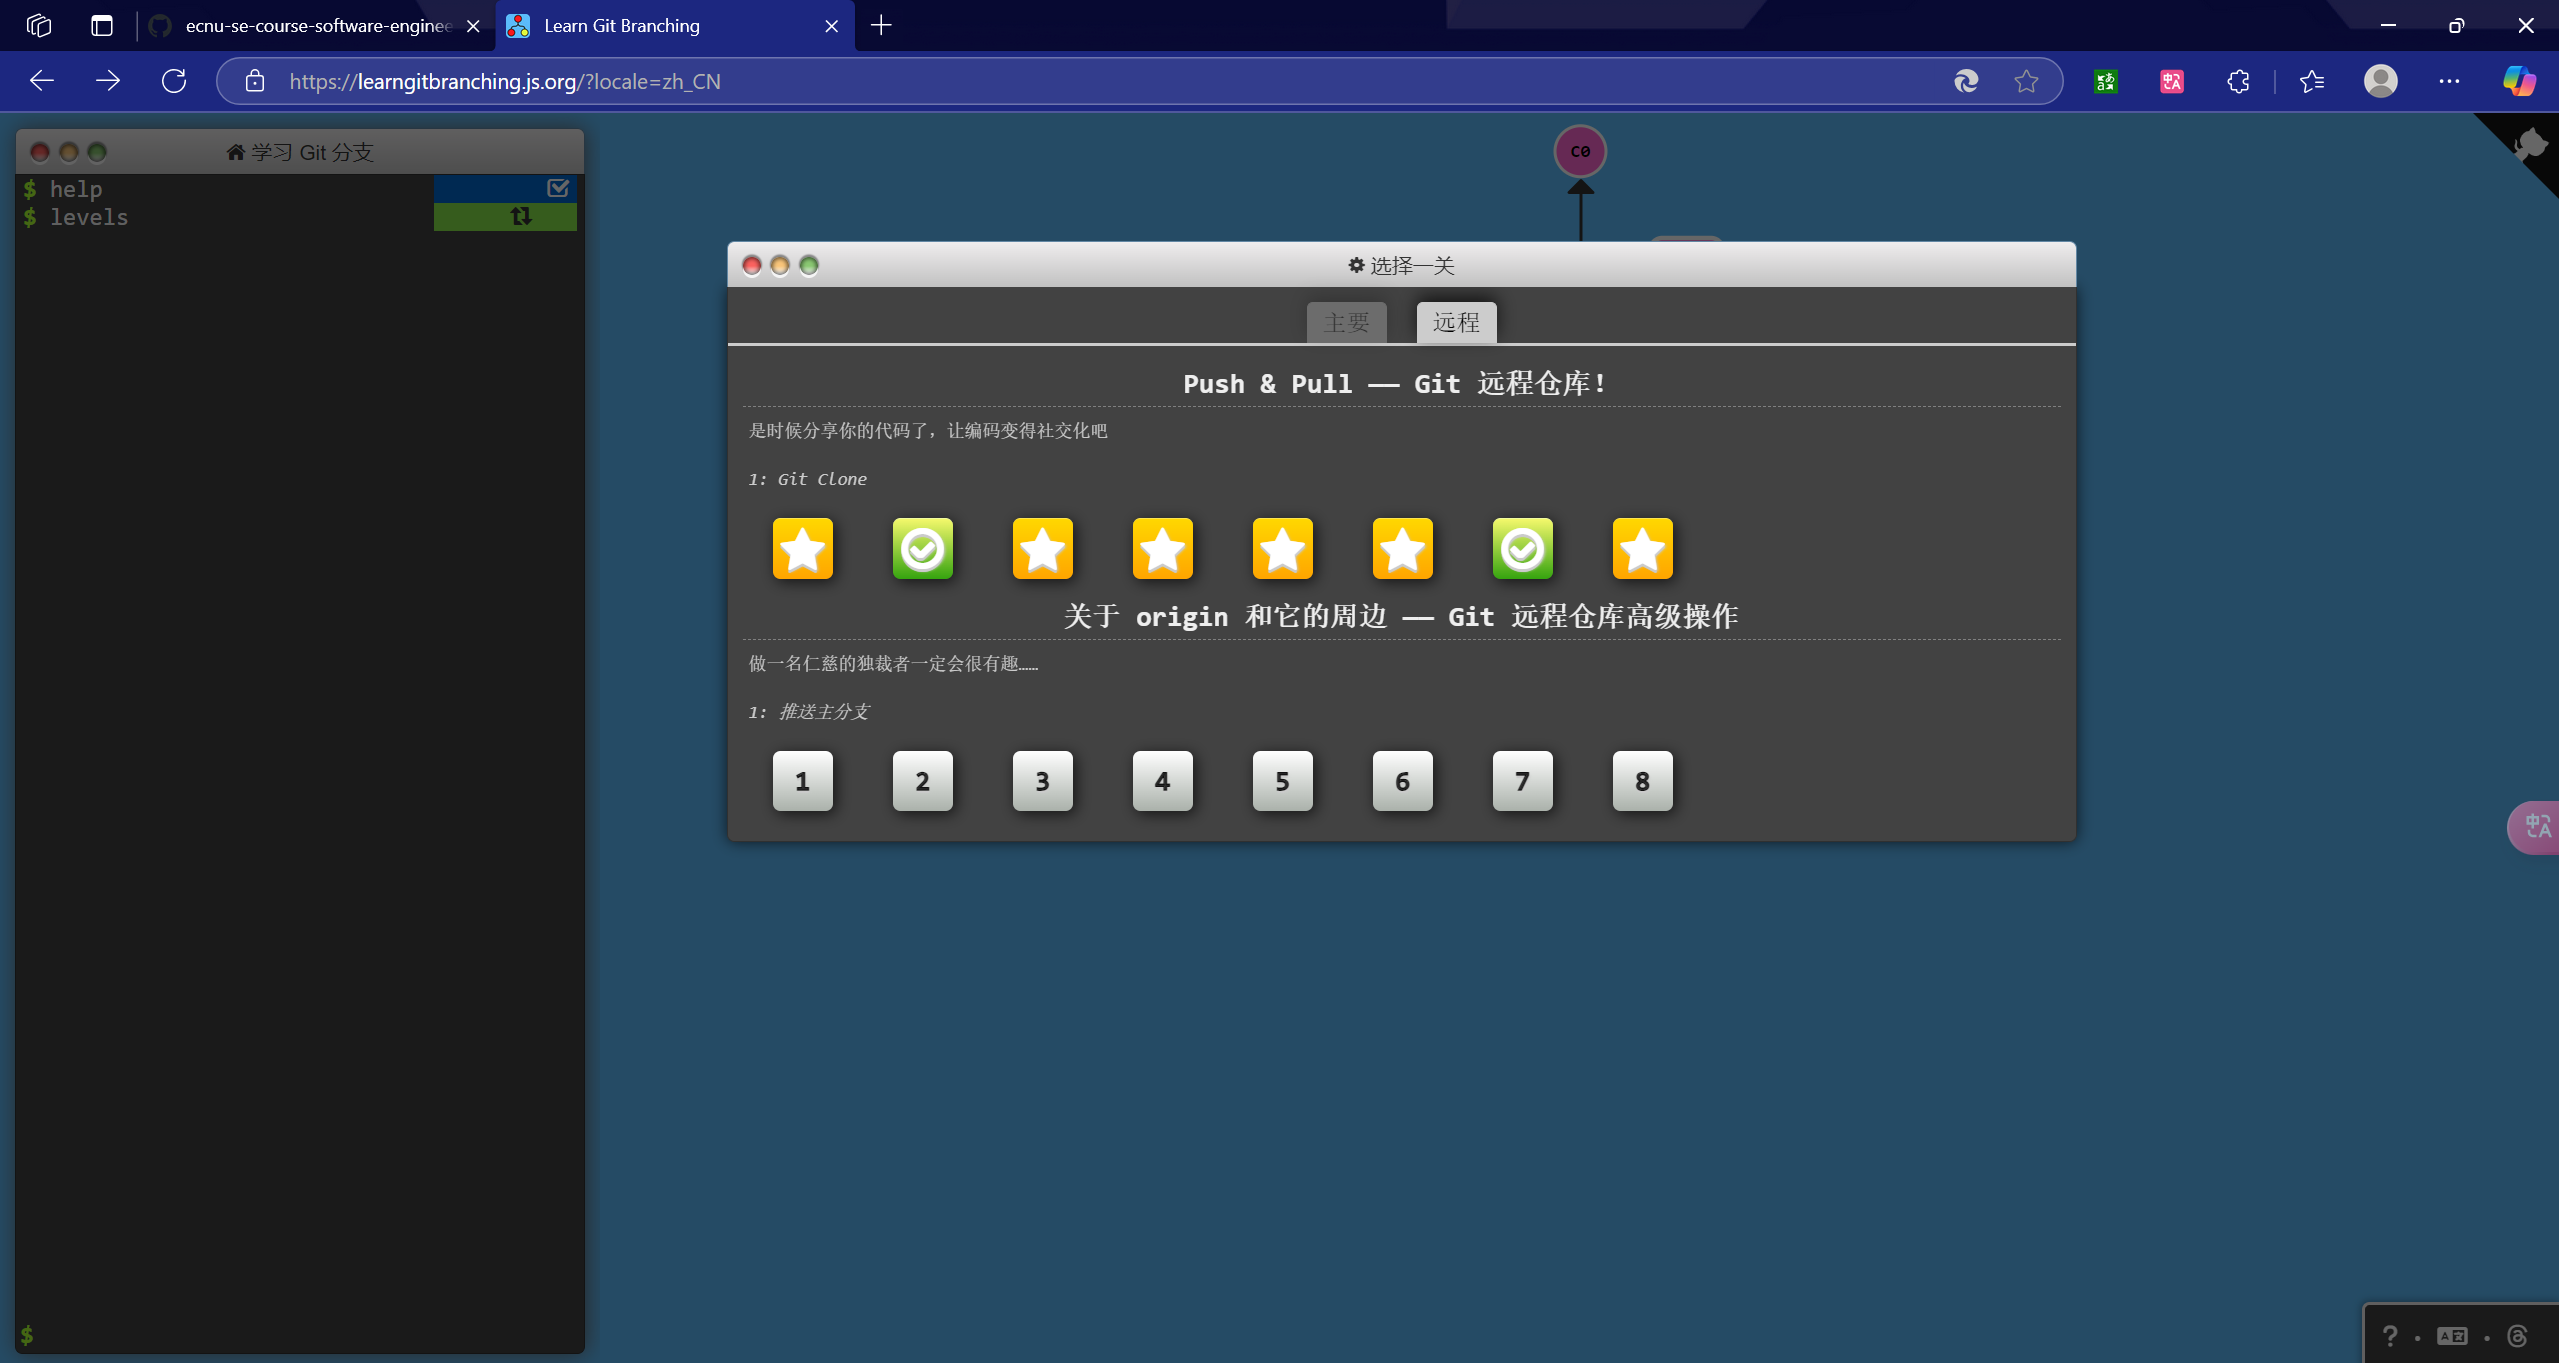 ecnu-se-course-software-enginee
Learn Git Branching
https://learngitbranching.js.org/?locale=zh_CN
学习 Git 分支
$ help
$ levels
$
C0
选择一关
主要
远程
Push & Pull —— Git 远程仓库！
是时候分享你的代码了，让编码变得社交化吧
1: Git Clone
关于 origin 和它的周边 —— Git 远程仓库高级操作
做一名仁慈的独裁者一定会很有趣……
1: 推送主分支
1 2 3 4 5 6 7 8
?